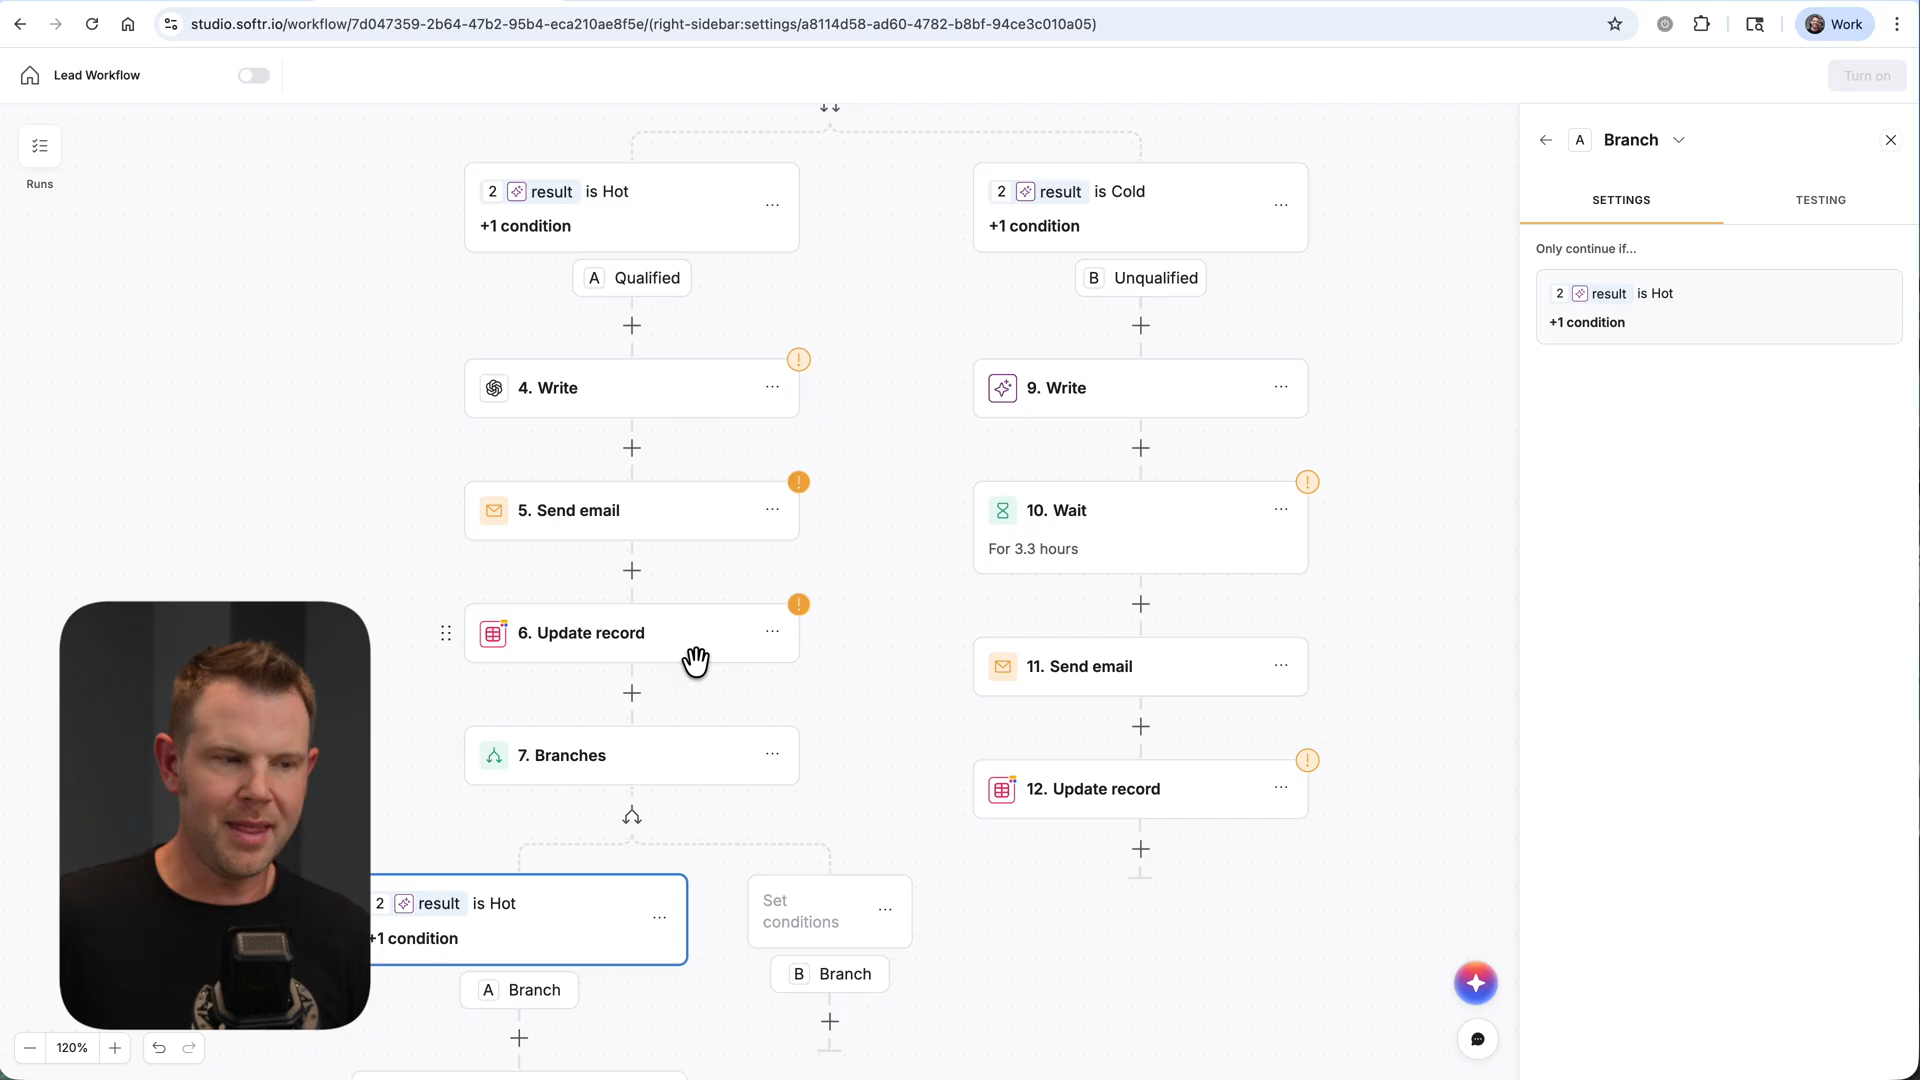 studio.softr.io/workflow/7d047359-2b64-47b2-95b4-eca210ae8f5e/(right-sidebar:settings/a8114d58-ad60-4782-b8bf-94ce3c010a05)
Work
Lead Workflow
Turn on
Runs
2 result is Hot
+1 condition
A Qualified
4. Write
5. Send email
6. Update record
7. Branches
2 result is Hot
+1 condition
A Branch
Set
conditions
B Branch
2 result is Cold
+1 condition
B Unqualified
9. Write
10. Wait
For 3.3 hours
11. Send email
12. Update record
A Branch
SETTINGS
TESTING
Only continue if...
2 result is Hot
+1 condition
120%